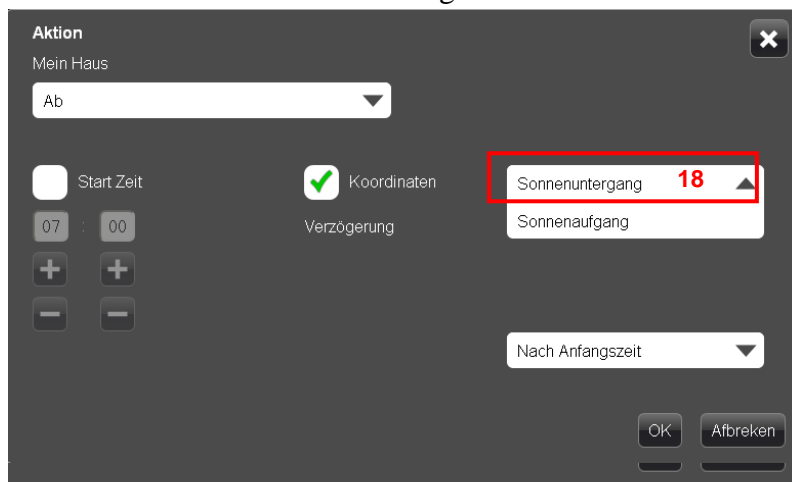 Aktion
Mein Haus
Ab
Start Zeit
Koordinaten
Sonnenuntergang 18
07 : 00
Verzögerung
Sonnenaufgang
Nach Anfangszeit
OK
Afbreken